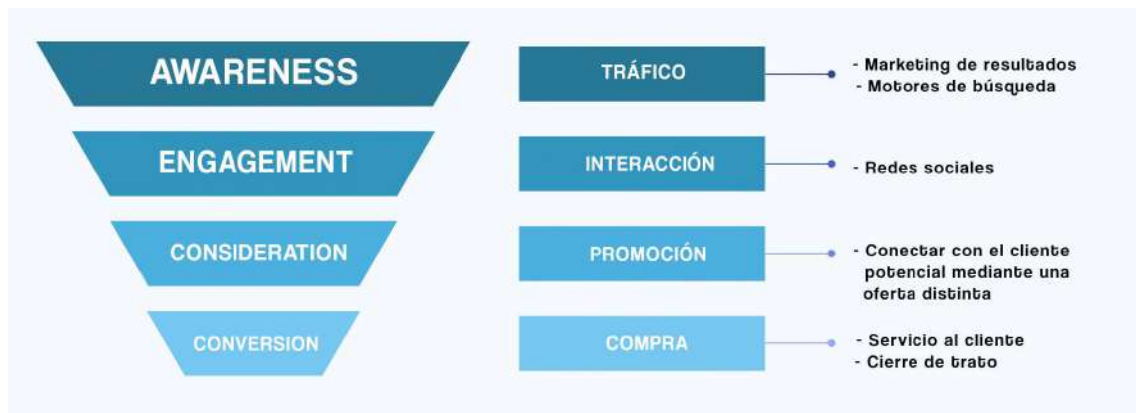 AWARENESS
TRÁFICO
- Marketing de resultados
- Motores de búsqueda
ENGAGEMENT
INTERACCIÓN
- Redes sociales
CONSIDERATION
PROMOCIÓN
- Conectar con el cliente
potencial mediante una
oferta distinta
CONVERSION
COMPRA
- Servicio al cliente
- Cierre de trato